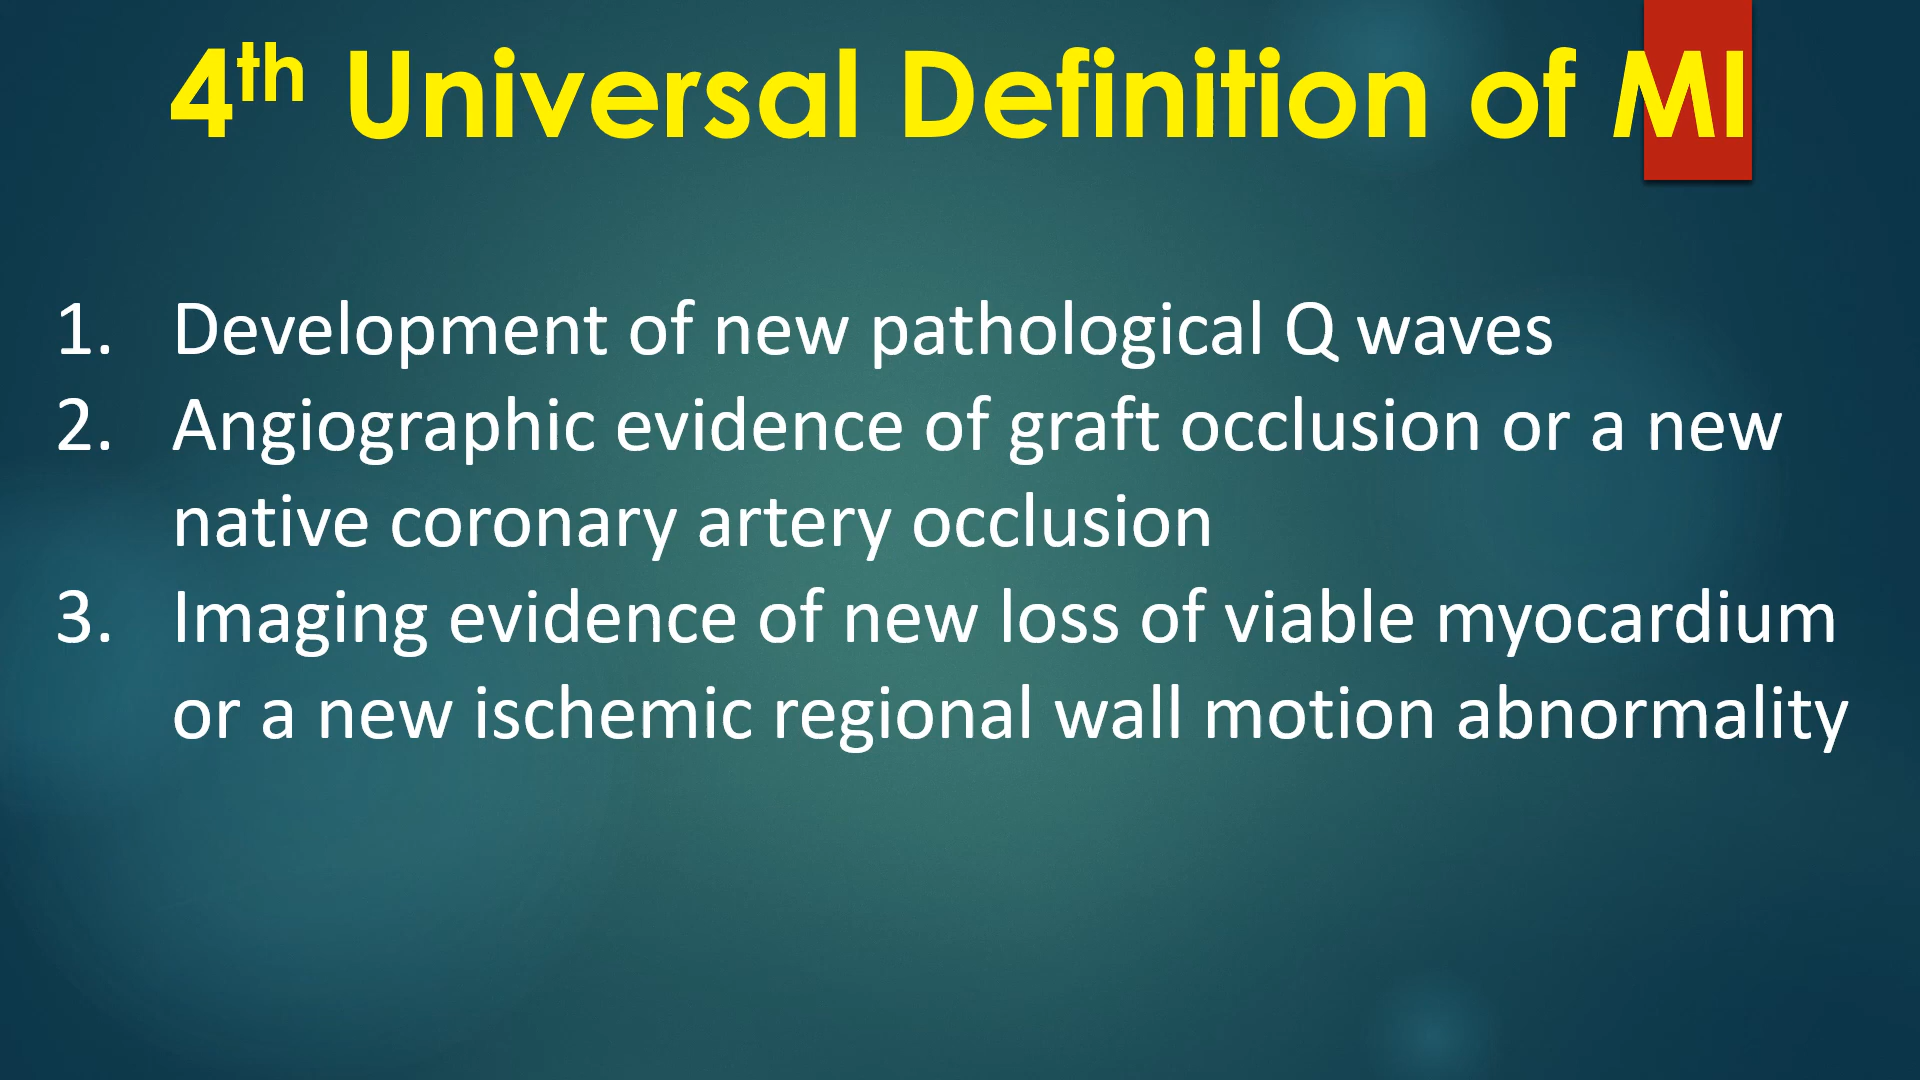 4th Universal Definition of MI
1. Development of new pathological Q waves
2. Angiographic evidence of graft occlusion or a new
native coronary artery occlusion
3. Imaging evidence of new loss of viable myocardium
or a new ischemic regional wall motion abnormality